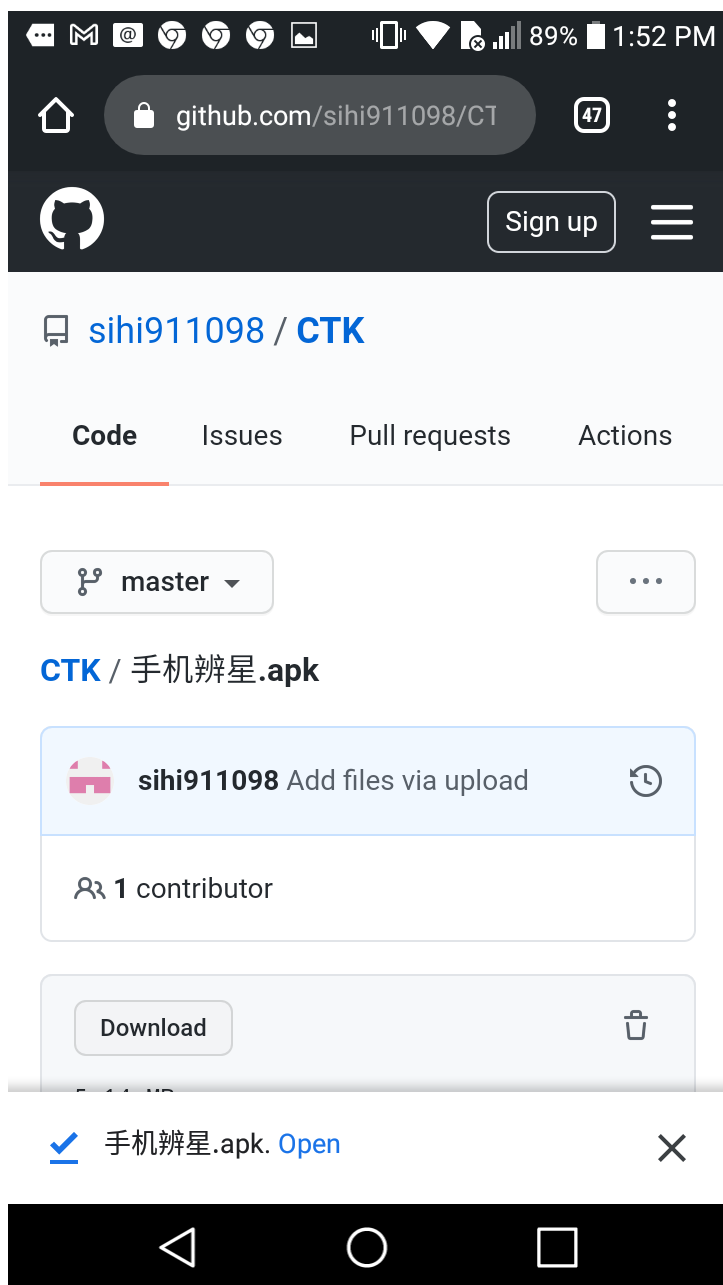 89% 1:52 PM
github.com/sihi911098/CT
47
Sign up
sihi911098 / CTK
Code Issues Pull requests Actions
master
CTK / 手机辨星.apk
sihi911098 Add files via upload
1 contributor
Download
手机辨星.apk. Open